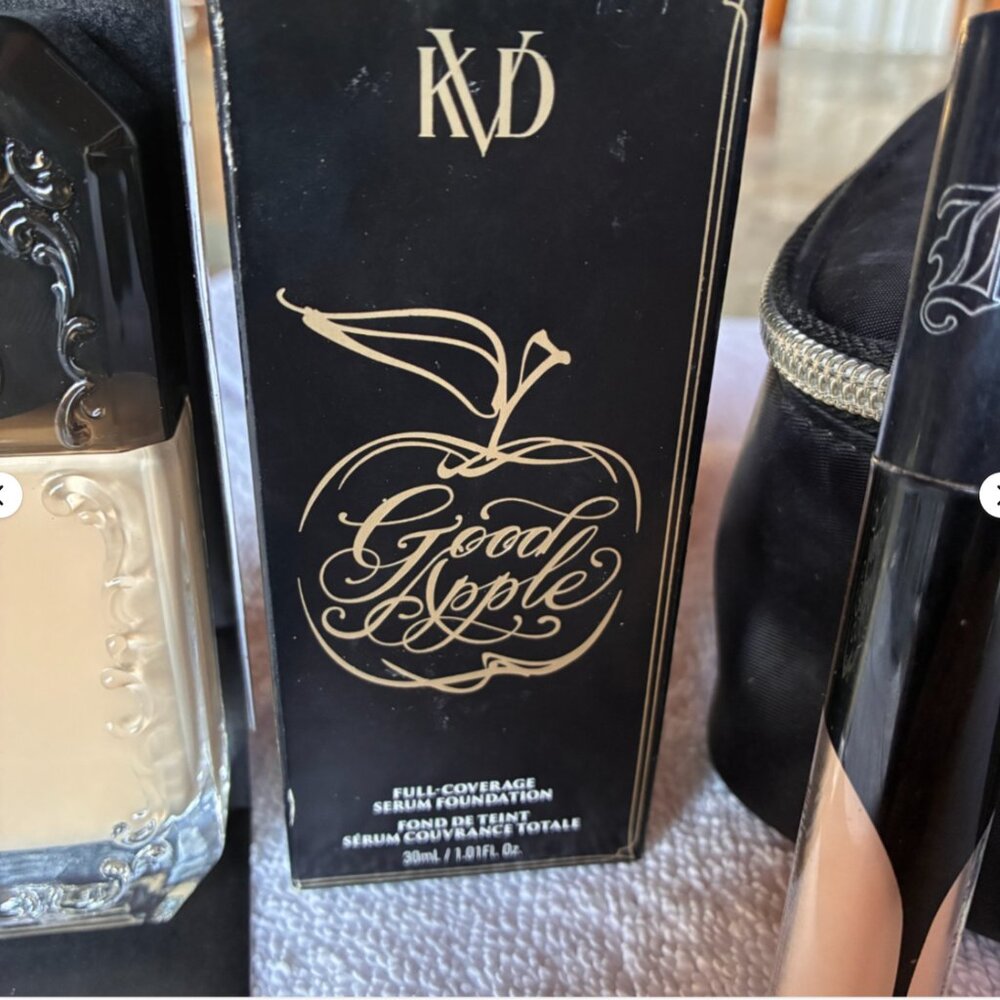 KVD
Good
Apple
FULL-COVERAGE
SERUM FOUNDATION
FOND DE TEINT
SÉRUM COUVRANCE TOTALE
30mL / 1.01FL Oz.